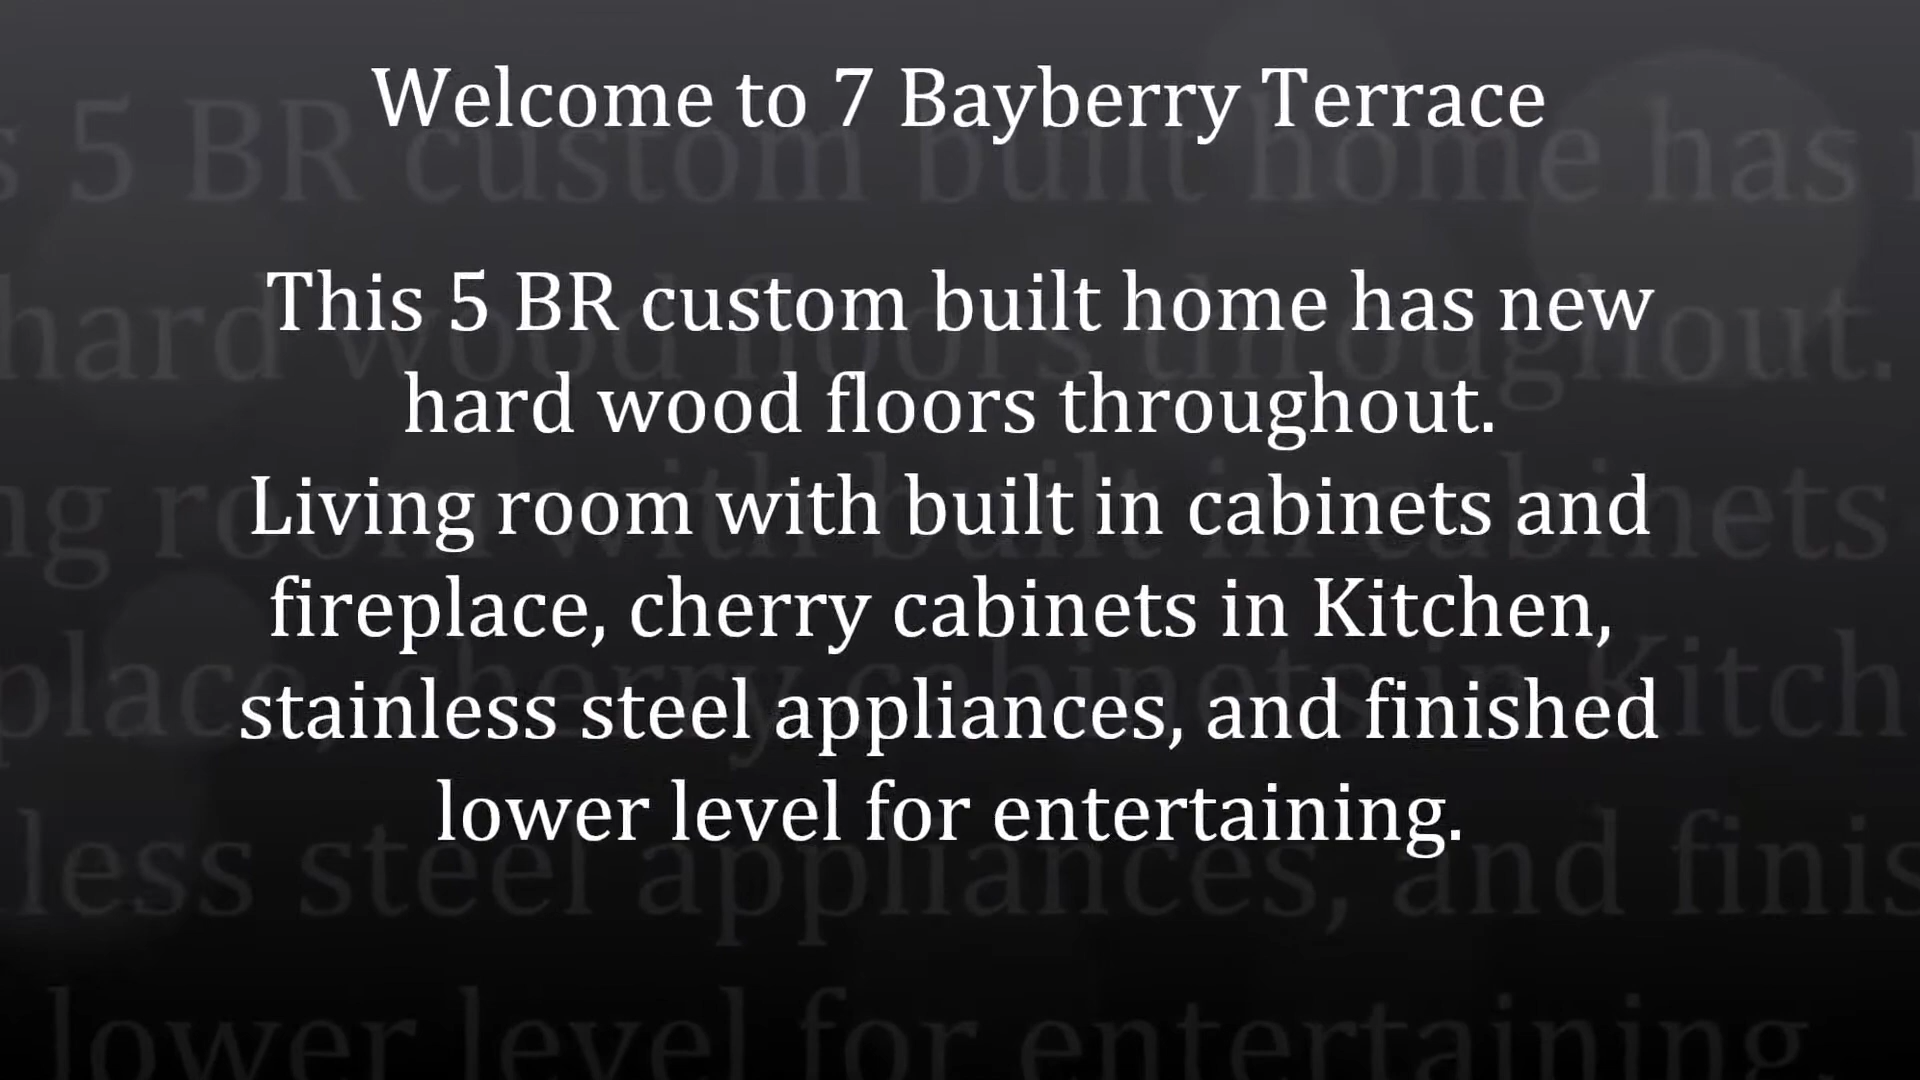 Welcome to 7 Bayberry Terrace
This 5 BR custom built home has new
hard wood floors throughout.
Living room with built in cabinets and
fireplace, cherry cabinets in Kitchen,
stainless steel appliances, and finished
lower level for entertaining.